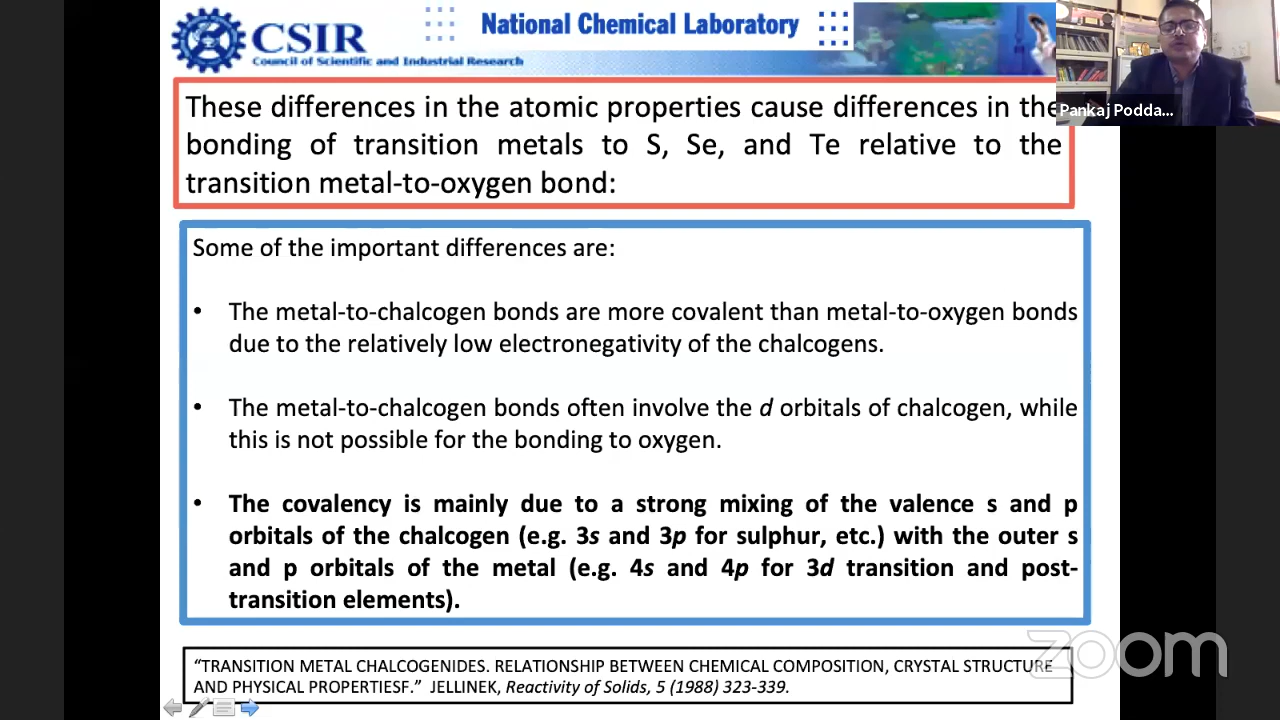 CSIR
Council of Scientific and Industrial Research
National Chemical Laboratory
Pankaj Podda...
These differences in the atomic properties cause differences in the
bonding of transition metals to S, Se, and Te relative to the
transition metal-to-oxygen bond:
Some of the important differences are:
• The metal-to-chalcogen bonds are more covalent than metal-to-oxygen bonds
due to the relatively low electronegativity of the chalcogens.
• The metal-to-chalcogen bonds often involve the d orbitals of chalcogen, while
this is not possible for the bonding to oxygen.
• The covalency is mainly due to a strong mixing of the valence s and p
orbitals of the chalcogen (e.g. 3s and 3p for sulphur, etc.) with the outer s
and p orbitals of the metal (e.g. 4s and 4p for 3d transition and post-
transition elements).
zoom
“TRANSITION METAL CHALCOGENIDES. RELATIONSHIP BETWEEN CHEMICAL COMPOSITION, CRYSTAL STRUCTURE
AND PHYSICAL PROPERTIESF.” JELLINEK, Reactivity of Solids, 5 (1988) 323-339.